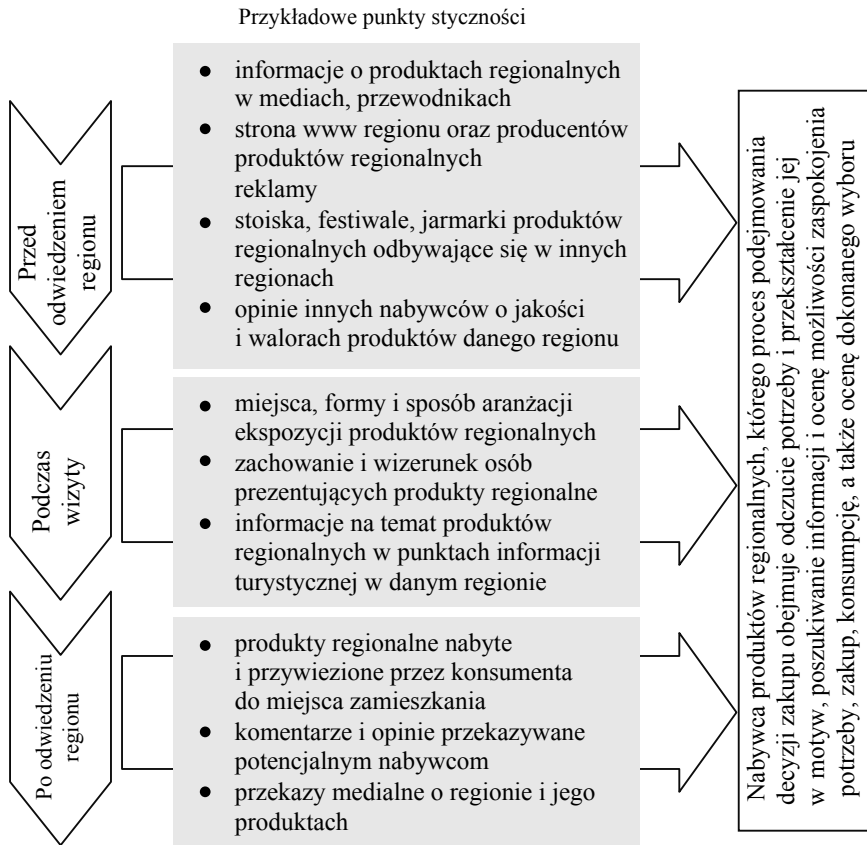 Przykładowe punkty styczności
Przed
odwiedzeniem
regionu
● informacje o produktach regionalnych
w mediach, przewodnikach
● strona www regionu oraz producentów
produktów regionalnych
reklamy
● stoiska, festiwale, jarmarki produktów
regionalnych odbywające się w innych
regionach
● opinie innych nabywców o jakości
i walorach produktów danego regionu
Podczas
wizyty
● miejsca, formy i sposób aranżacji
ekspozycji produktów regionalnych
● zachowanie i wizerunek osób
prezentujących produkty regionalne
● informacje na temat produktów
regionalnych w punktach informacji
turystycznej w danym regionie
Po odwiedzeniu
regionu
● produkty regionalne nabyte
i przywiezione przez konsumenta
do miejsca zamieszkania
● komentarze i opinie przekazywane
potencjalnym nabywcom
● przekazy medialne o regionie i jego
produktach
Nabywca produktów regionalnych, którego proces podejmowania
decyzji zakupu obejmuje odczucie potrzeby i przekształcenie jej
w motyw, poszukiwanie informacji i ocenę możliwości zaspokojenia
potrzeby, zakup, konsumpcję, a także ocenę dokonanego wyboru